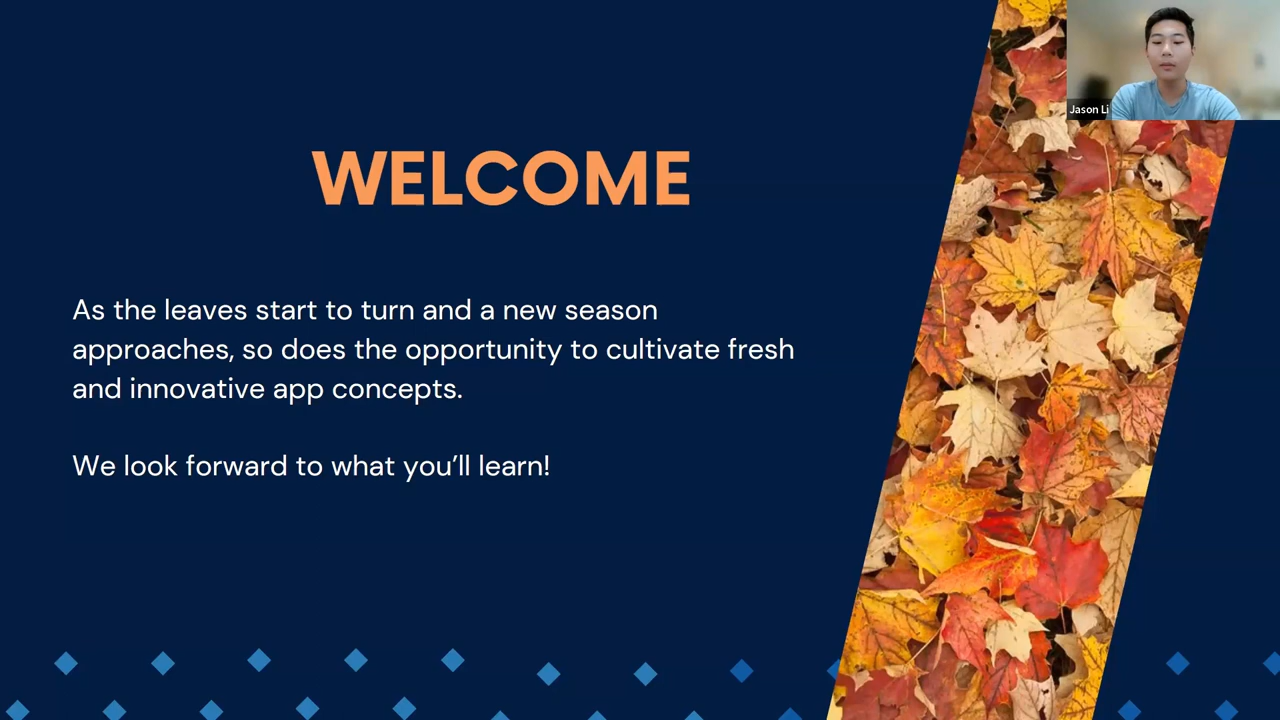 WELCOME
As the leaves start to turn and a new season
approaches, so does the opportunity to cultivate fresh
and innovative app concepts.
We look forward to what you’ll learn!
Jason Li